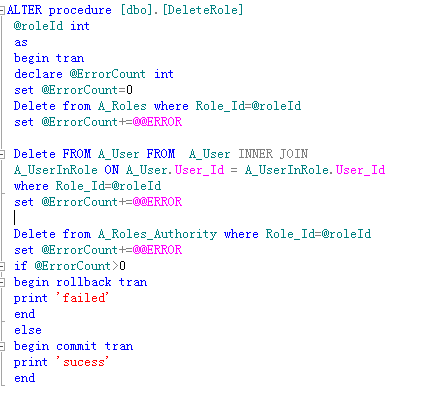 ALTER procedure [dbo].[DeleteRole]
@roleId int
as
begin tran
declare @ErrorCount int
set @ErrorCount=0
Delete from A_Roles where Role_Id=@roleId
set @ErrorCount+=@@ERROR
Delete FROM A_User FROM  A_User INNER JOIN
A_UserInRole ON A_User.User_Id = A_UserInRole.User_Id
where Role_Id=@roleId
set @ErrorCount+=@@ERROR
Delete from A_Roles_Authority where Role_Id=@roleId
set @ErrorCount+=@@ERROR
if @ErrorCount>0
begin rollback tran
print 'failed'
end
else
begin commit tran
print 'sucess'
end